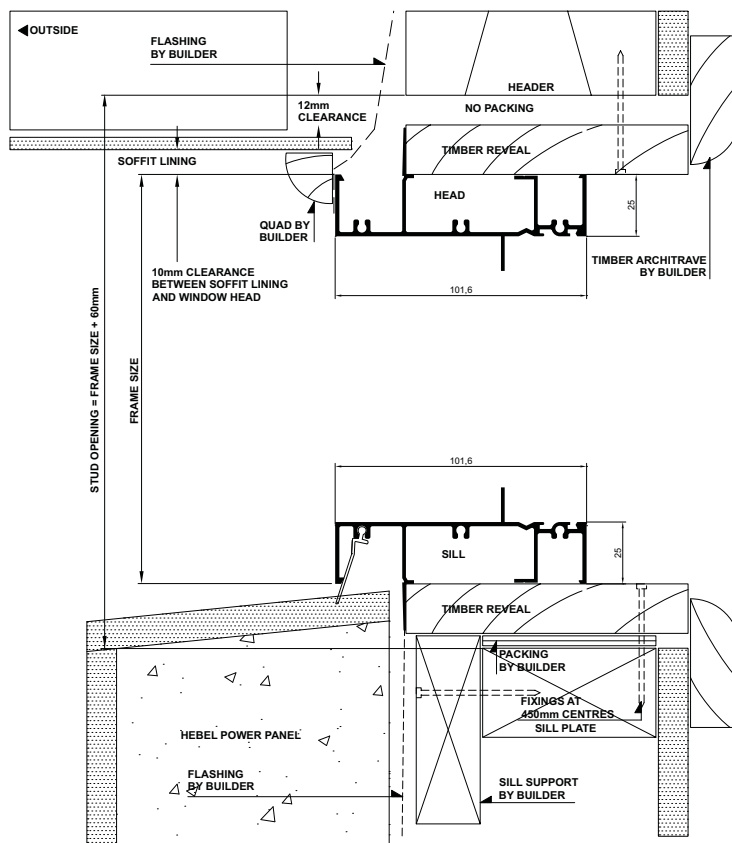 OUTSIDE
FLASHING
BY BUILDER
HEADER
12mm
CLEARANCE
NO PACKING
SOFFIT LINING
TIMBER REVEAL
HEAD
25
QUAD BY
BUILDER
TIMBER ARCHITRAVE
BY BUILDER
10mm CLEARANCE
BETWEEN SOFFIT LINING
AND WINDOW HEAD
101,6
STUD OPENING = FRAME SIZE + 60mm
FRAME SIZE
101,6
SILL
25
TIMBER REVEAL
PACKING
BY BUILDER
FIXINGS AT
450mm CENTRES
SILL PLATE
HEBEL POWER PANEL
FLASHING
BY BUILDER
SILL SUPPORT
BY BUILDER